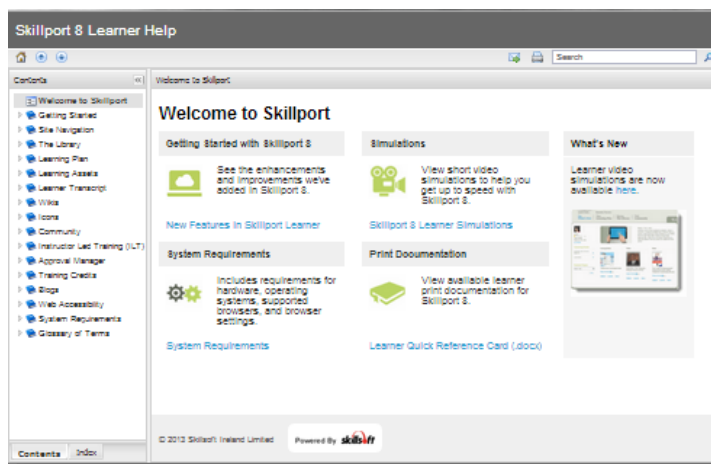 Skillport 8 Learner Help
Search
Contents
Welcome to Skillport
Welcome to Skillport
Getting Started
Site Navigation
The Library
Learning Plan
Learning Assets
Learner Transcript
Wikis
Icons
Community
Instructor Led Training (ILT)
Approval Manager
Training Credits
Blogs
Web Accessibility
System Requirements
Glossary of Terms
Contents
Index
Welcome to Skillport
Getting Started with Skillport 8
See the enhancements
and improvements we've
added in Skillport 8.
New Features in Skillport Learner
Simulations
View short video
simulations to help you
get up to speed with
Skillport 8.
Skillport 8 Learner Simulations
What's New
Learner video
simulations are now
available here.
System Requirements
Includes requirements for
hardware, operating
systems, supported
browsers, and browser
settings.
System Requirements
Print Documentation
View available learner
print documentation for
Skillport 8.
Learner Quick Reference Card (.docx)
© 2013 Skillsoft Ireland Limited
Powered By skillsoft